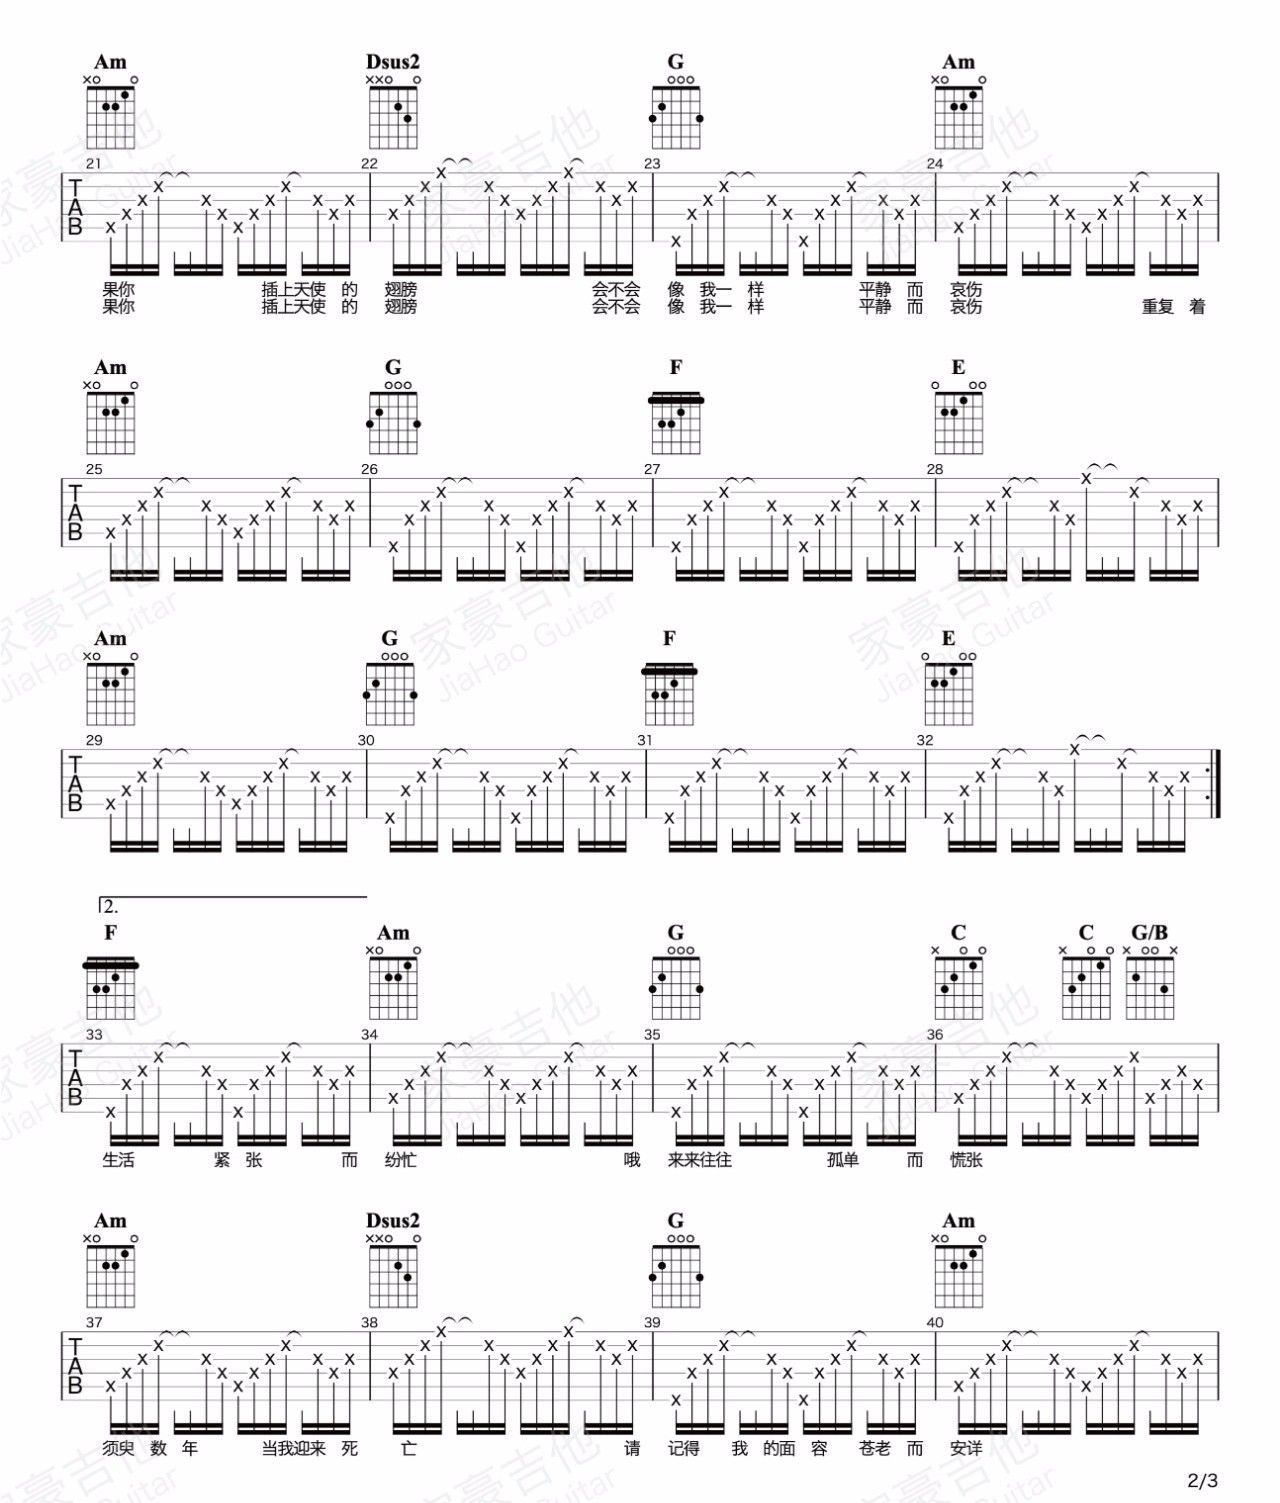 Am Dsus2 G Am
21 22 23 24
TAB
果你 插上天使 的 翅膀 会不会 像 我一 样 平静 而 哀伤
果你 插上天使 的 翅膀 会不会 像 我一 样 平静 而 哀伤 重复 着
Am G F E
25 26 27 28
TAB
Am G F E
29 30 31 32
TAB
2.
F Am G C C G/B
33 34 35 36
TAB
生活 紧 张 而 纷忙 哦 来来往往 孤单 而 慌张
Am Dsus2 G Am
37 38 39 40
TAB
须臾 数 年 当我迎来 死 亡 请 记得 我 的面 容 苍老 而 安详
2/3
家豪吉他
JiaHao Guitar